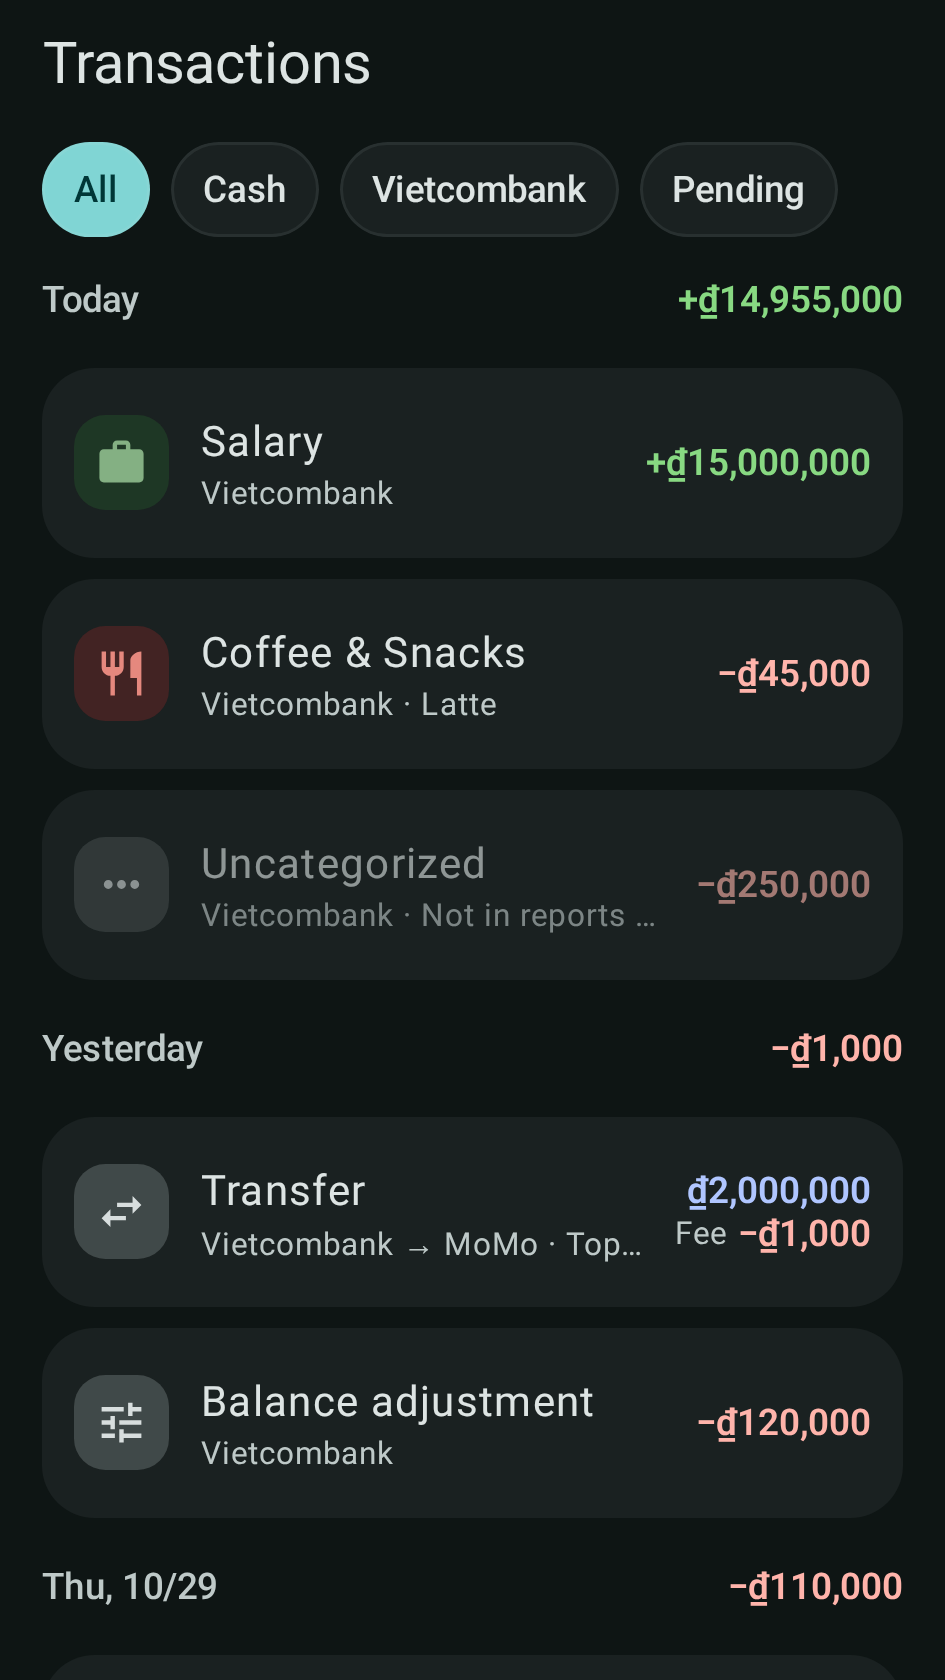 Transactions
All Cash Vietcombank Pending
Today +₫14,955,000
Salary
Vietcombank
+₫15,000,000
Coffee & Snacks
Vietcombank · Latte
−₫45,000
Uncategorized
Vietcombank · Not in reports …
−₫250,000
Yesterday −₫1,000
Transfer
Vietcombank → MoMo · Top…
₫2,000,000
Fee −₫1,000
Balance adjustment
Vietcombank
−₫120,000
Thu, 10/29 −₫110,000